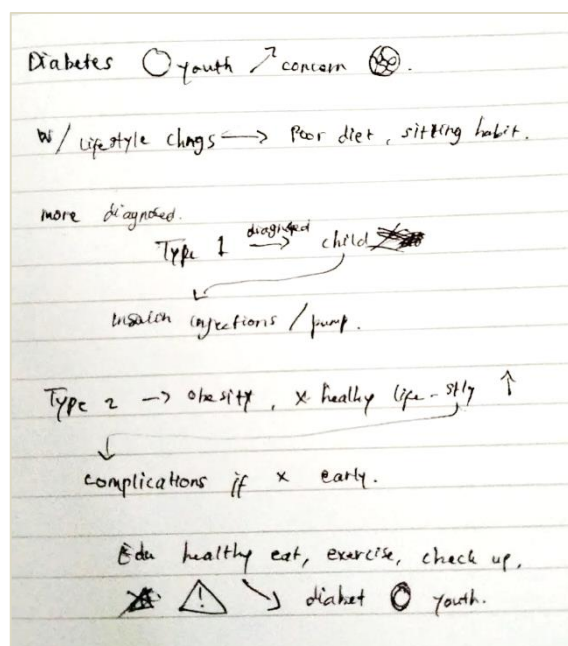 Diabetes ◯ youth ↗ concern
w/ lifestyle chngs ⟷ Poor diet, sitting habit.
more diagnosed.
Type 1 diagnosed → child
insulin injections / pump.
Type 2 → obesity, x healthy life-stly ↑
complications if x early.
Edu healthy eat, exercise, check up,
⚠ ↘ diabet ◯ youth.